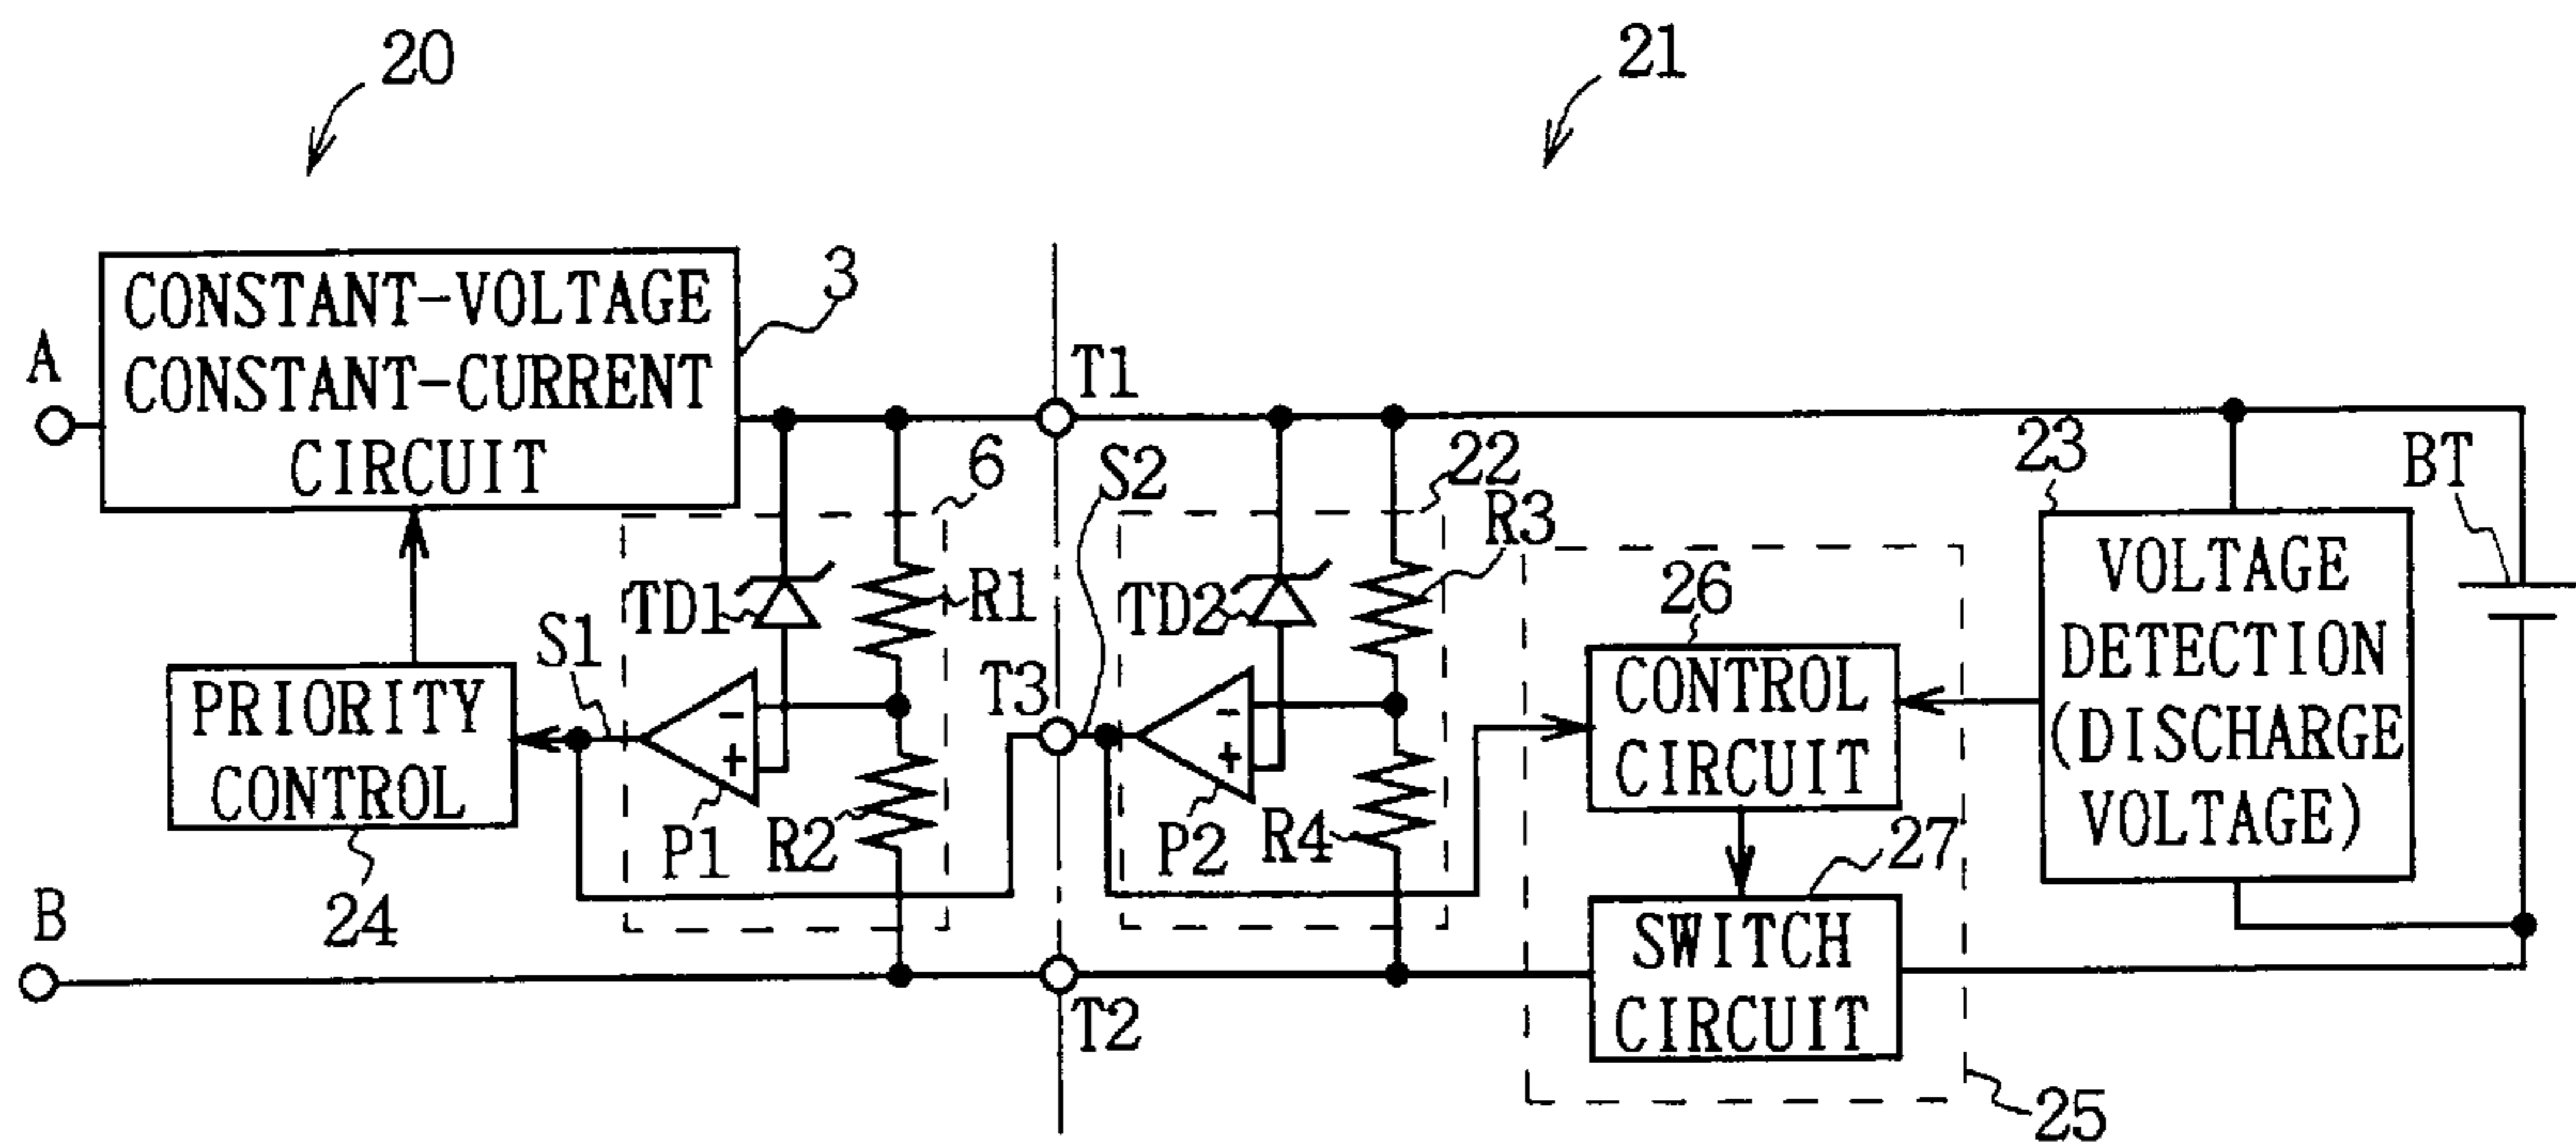 20
21
CONSTANT-VOLTAGE
CONSTANT-CURRENT
CIRCUIT
3
A
T1
6
S2
22
R3
23
BT
VOLTAGE
DETECTION
(DISCHARGE
VOLTAGE)
TD1
R1
TD2
26
CONTROL
CIRCUIT
S1
T3
PRIORITY
CONTROL
-
+
-
+
P1
R2
P2
R4
27
24
B
SWITCH
CIRCUIT
T2
25